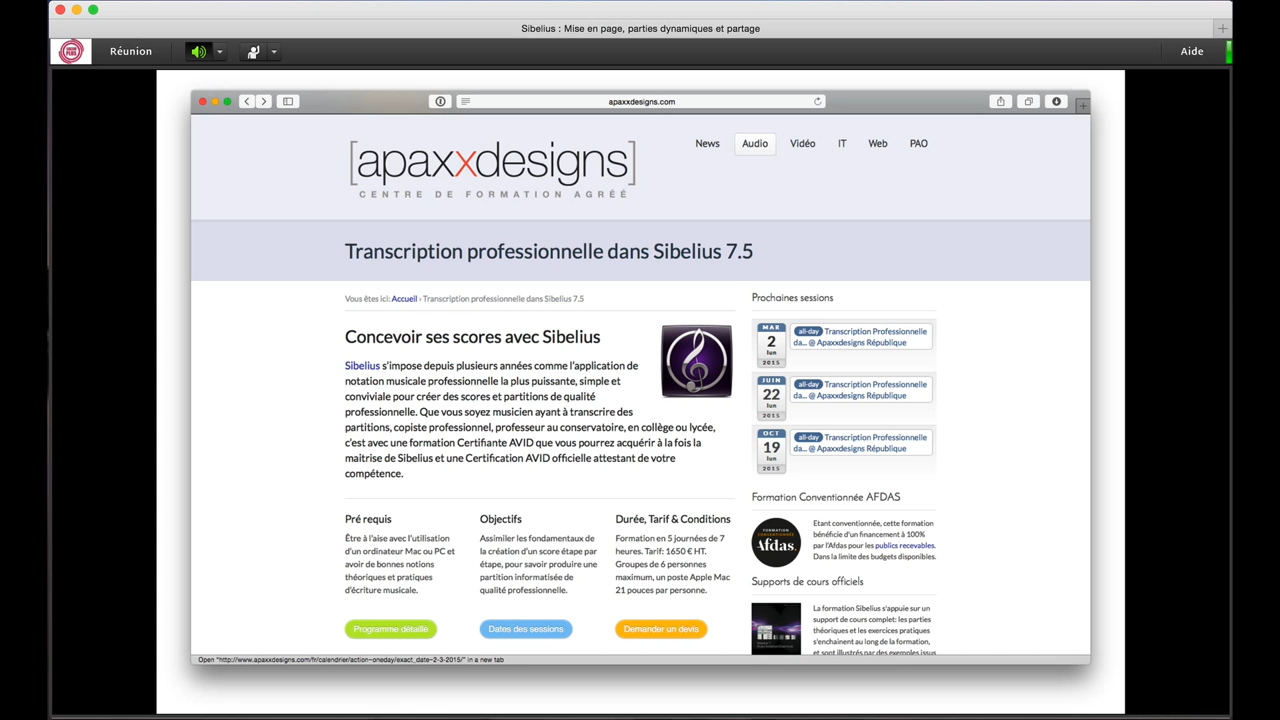 Sibelius : Mise en page, parties dynamiques et partage
Réunion
Aide
apaxxdesigns.com
[apaxxdesigns]
CENTRE DE FORMATION AGRÉÉ
News
Audio
Vidéo
IT
Web
PAO
Transcription professionnelle dans Sibelius 7.5
Vous êtes ici: Accueil › Transcription professionnelle dans Sibelius 7.5
Concevoir ses scores avec Sibelius
Sibelius s'impose depuis plusieurs années comme l'application de
notation musicale professionnelle la plus puissante, simple et
conviviale pour créer des scores et partitions de qualité
professionnelle. Que vous soyez musicien ayant à transcrire des
partitions, copiste professionnel, professeur au conservatoire, en collège ou lycée,
c'est avec une formation Certifiante AVID que vous pourrez acquérir à la fois la
maitrise de Sibelius et une Certification AVID officielle attestant de votre
compétence.
Pré requis
Être à l'aise avec l'utilisation
d'un ordinateur Mac ou PC et
avoir de bonnes notions
théoriques et pratiques
d'écriture musicale.
Programme détaillé
Objectifs
Assimiler les fondamentaux de
la création d'un score étape par
étape, pour savoir produire une
partition informatisée de
qualité professionnelle.
Dates des sessions
Durée, Tarif & Conditions
Formation en 5 journées de 7
heures. Tarif: 1650 € HT.
Groupes de 6 personnes
maximum, un poste Apple Mac
21 pouces par personne.
Demander un devis
Prochaines sessions
MAR
2
lun
2015
all-day Transcription Professionnelle
da... @ Apaxxdesigns République
JUIN
22
lun
2015
all-day Transcription Professionnelle
da... @ Apaxxdesigns République
OCT
19
lun
2015
all-day Transcription Professionnelle
da... @ Apaxxdesigns République
Formation Conventionnée AFDAS
FORMATION
CONVENTIONNÉE
Afdas.
Etant conventionnée, cette formation
bénéficie d'un financement à 100%
par l'Afdas pour les publics recevables.
Dans la limite des budgets disponibles.
Supports de cours officiels
La formation Sibelius s'appuie sur un
support de cours complet: les parties
théoriques et les exercices pratiques
s'enchainent au long de la formation,
et sont illustrés par des exemples issus
Open "http://www.apaxxdesigns.com/fr/calendrier/action~oneday/exact_date~2-3-2015/" in a new tab